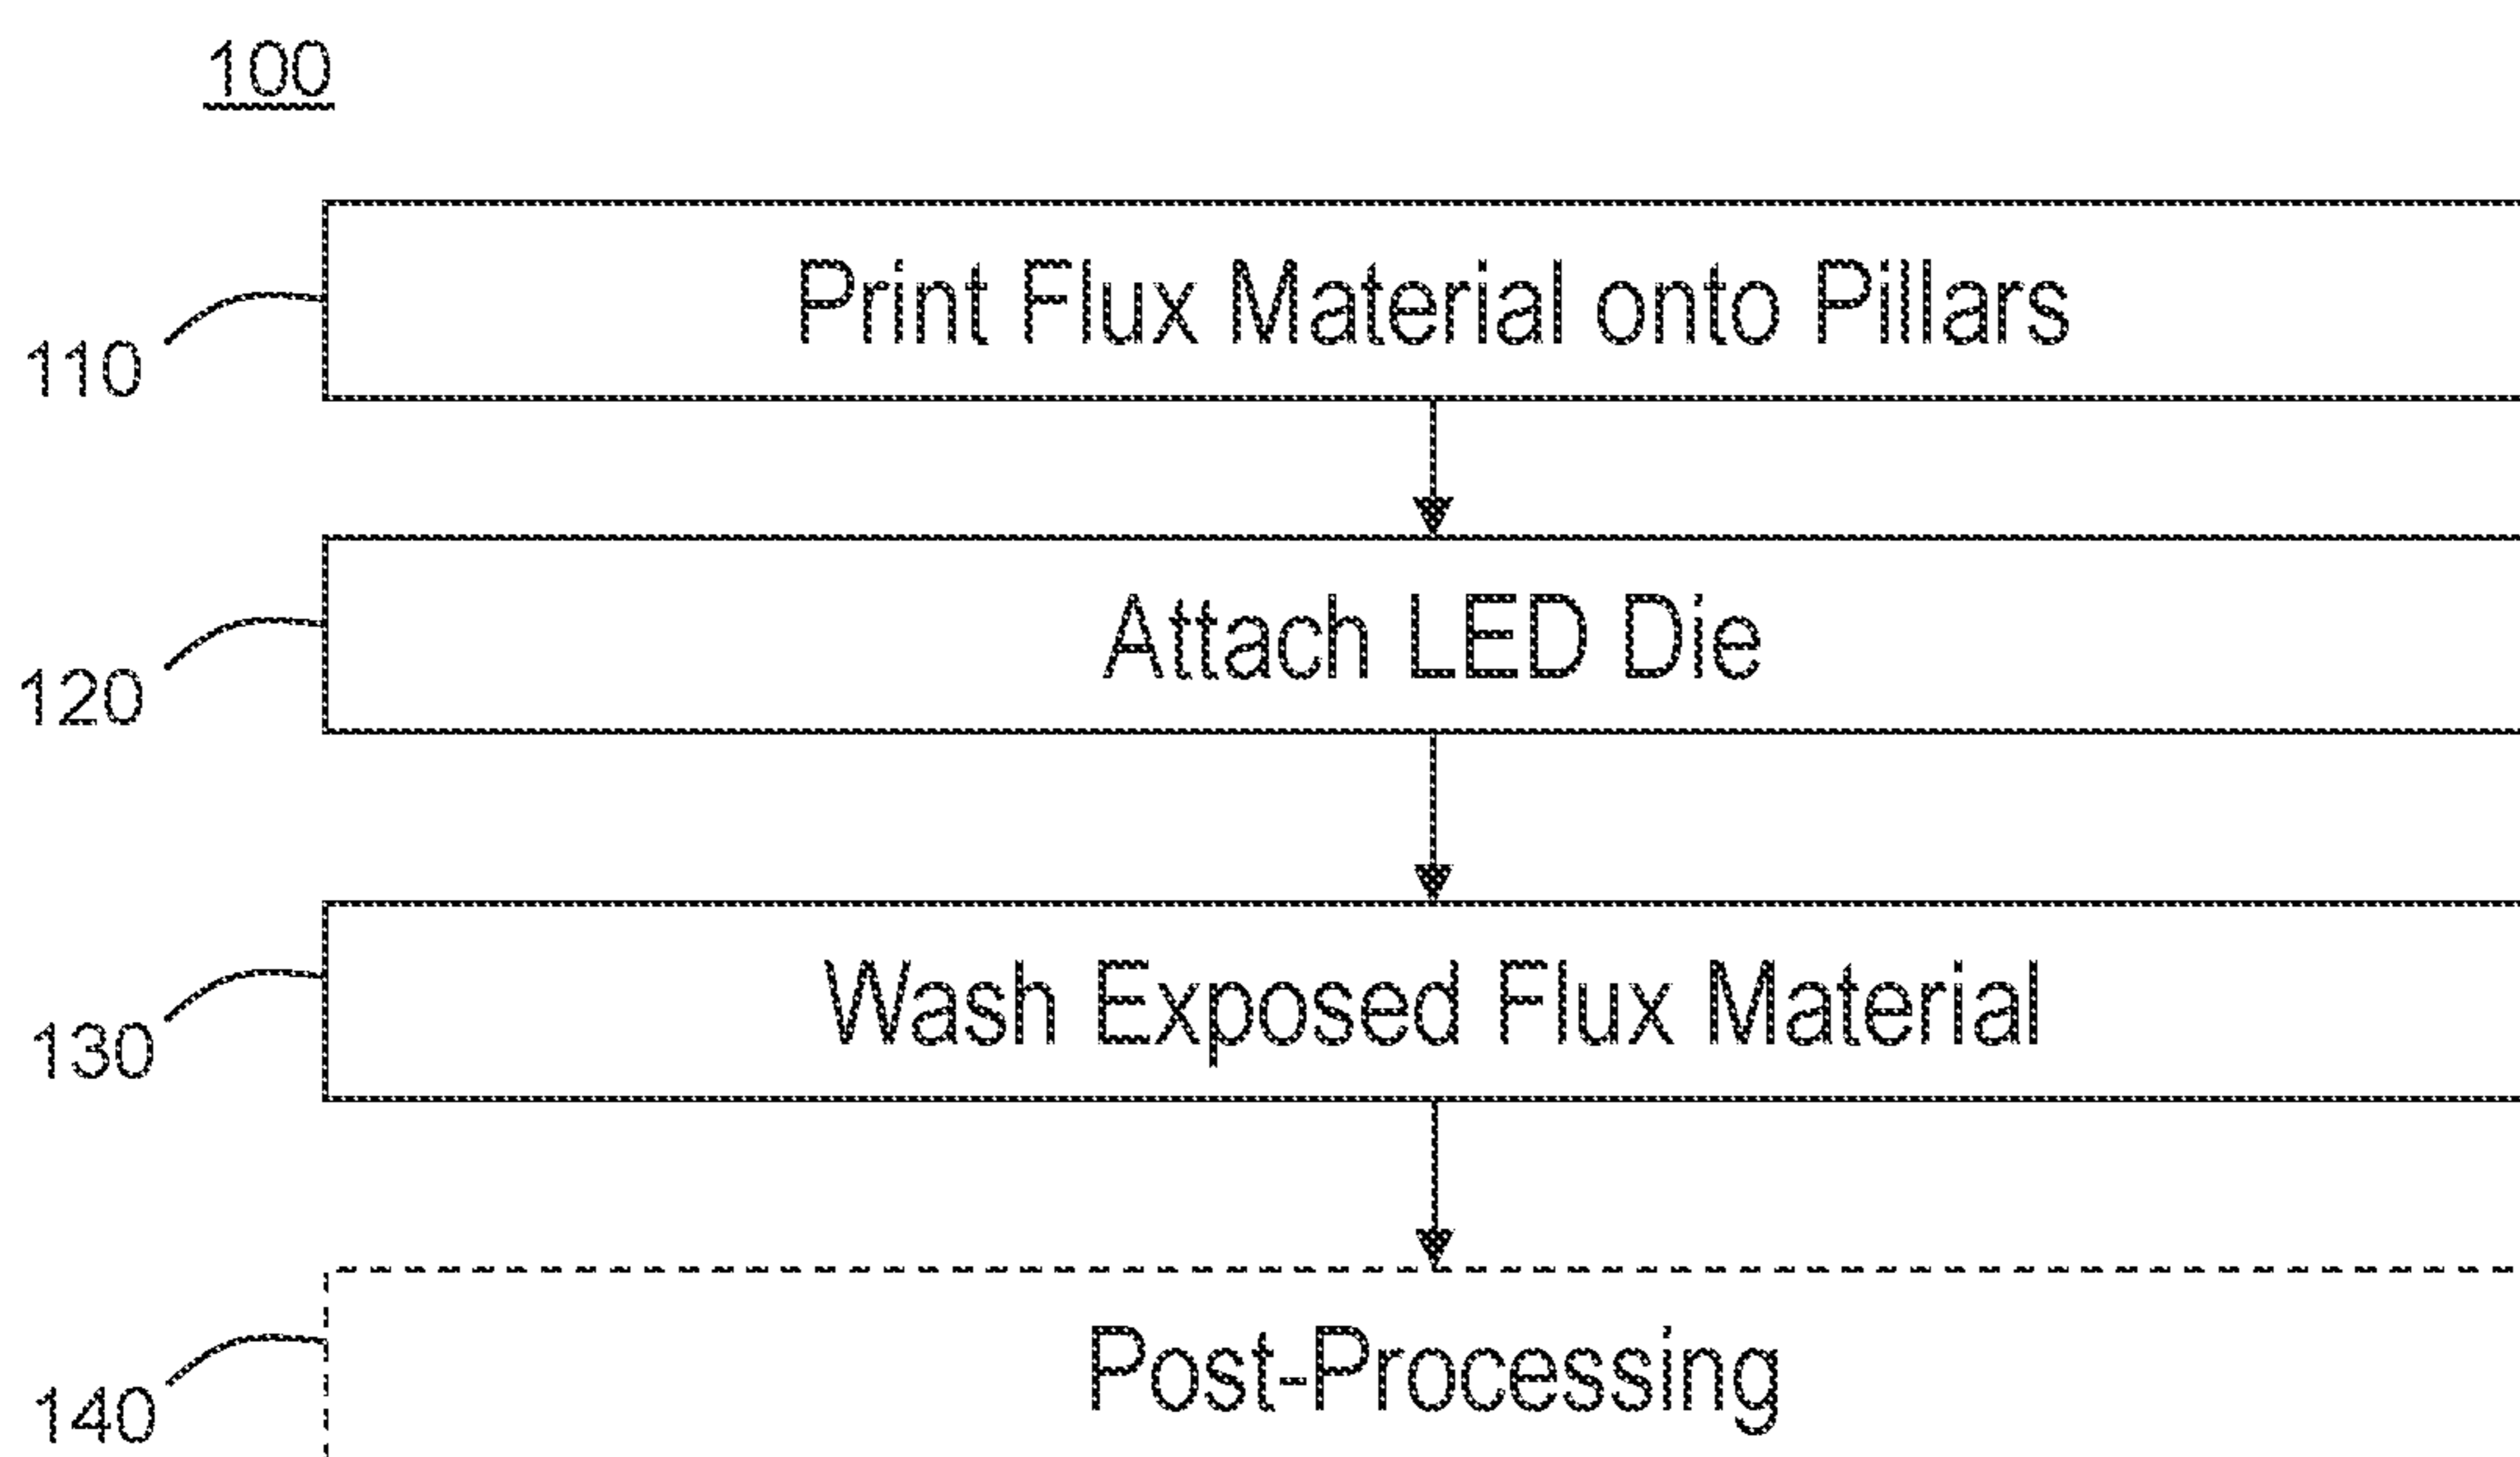 100
Print Flux Material onto Pillars
110
Attach LED Die
120
Wash Exposed Flux Material
130
Post-Processing
140